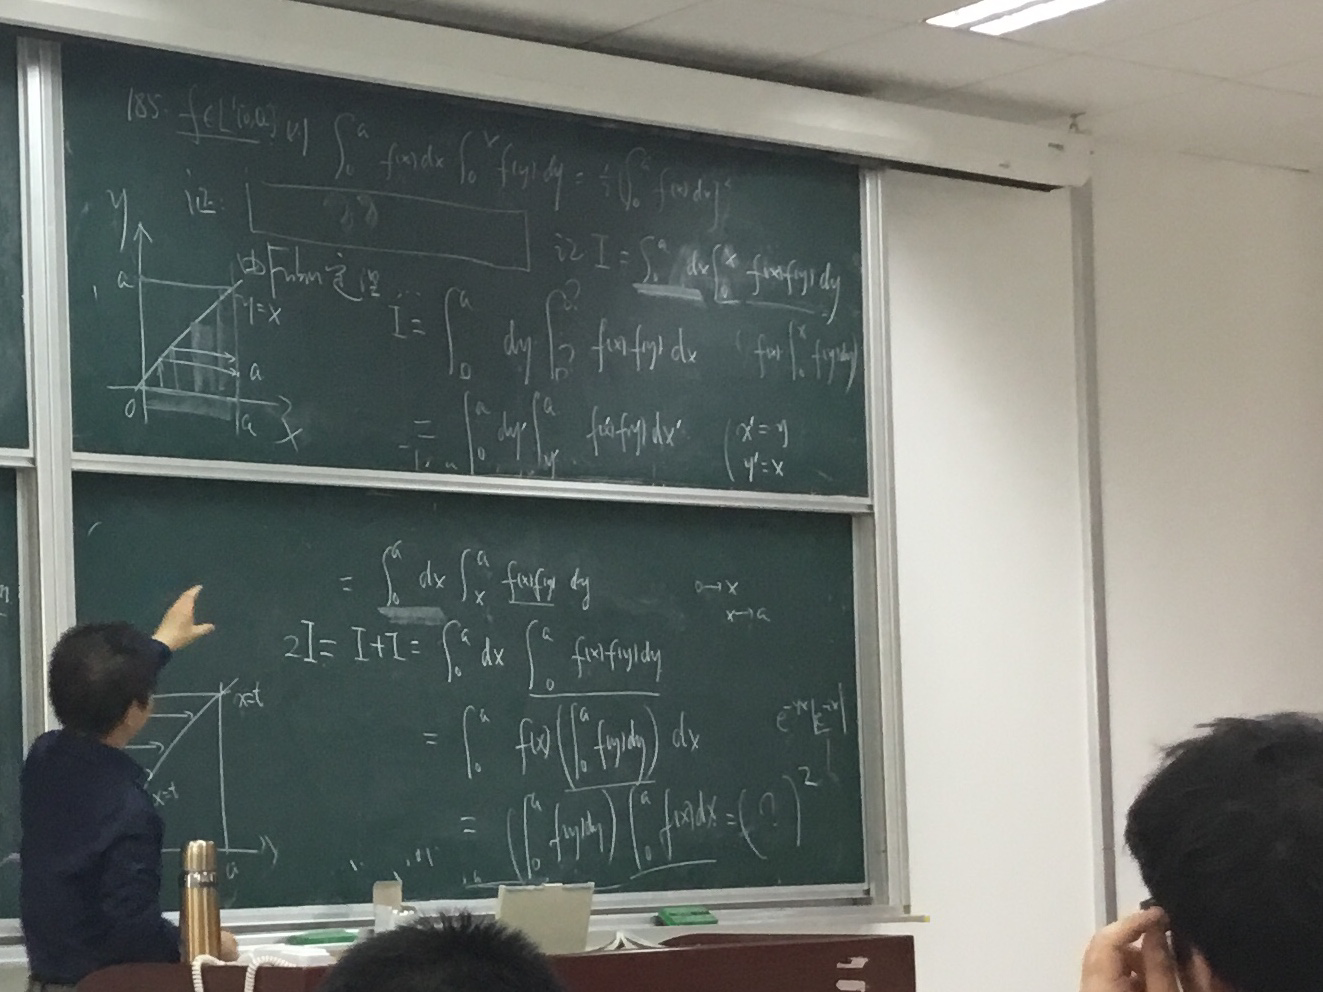 185. f∈L¹[0,a] 则 ∫₀ᵃ f(x)dx ∫₀ˣ f(y)dy = ½(∫₀ᵃ f(x)dx)²
证:
y
a
y=x
a
0
a
x
由Fubini定理
记 I = ∫₀ᵃ dx ∫₀ˣ f(x)f(y)dy
I = ∫₀ᵃ dy ∫?^? f(x)f(y)dx (f(x)∫₀ˣ f(y)dy)
= ∫₀ᵃ dy' ∫_{y'}^a f(x')f(y')dx' ( x'=y
y'=x
= ∫₀ᵃ dx ∫ₓᵃ f(x)f(y) dy 0→x
x→a
2I = I+I = ∫₀ᵃ dx ∫₀ᵃ f(x)f(y)dy
x=t
= ∫₀ᵃ f(x)(∫₀ᵃ f(y)dy) dx
x=t
= (∫₀ᵃ f(y)dy) ∫₀ᵃ f(x)dx = (?)²
a